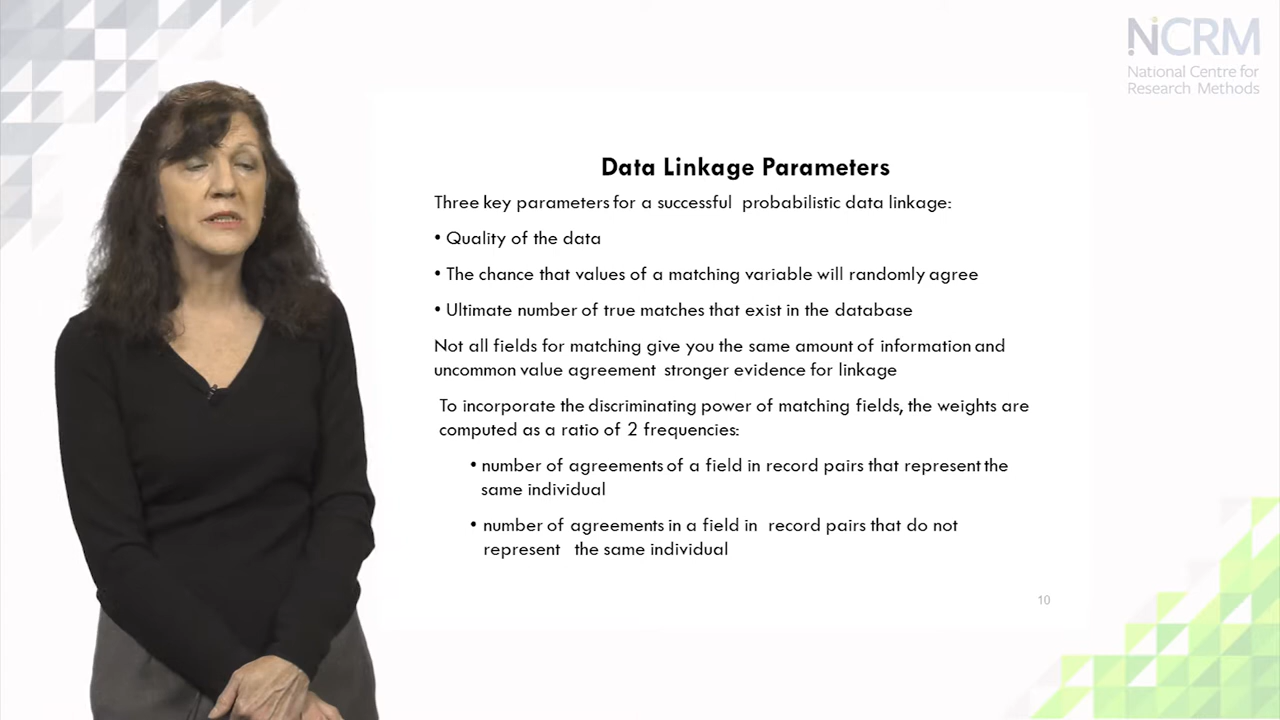 NCRM
National Centre for
Research Methods
Data Linkage Parameters
Three key parameters for a successful probabilistic data linkage:
• Quality of the data
• The chance that values of a matching variable will randomly agree
• Ultimate number of true matches that exist in the database
Not all fields for matching give you the same amount of information and
uncommon value agreement stronger evidence for linkage
To incorporate the discriminating power of matching fields, the weights are
computed as a ratio of 2 frequencies:
• number of agreements of a field in record pairs that represent the
same individual
• number of agreements in a field in record pairs that do not
represent the same individual
10